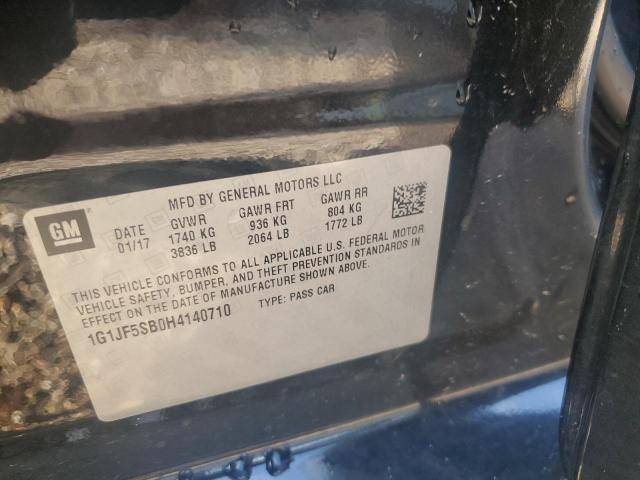 MFD BY GENERAL MOTORS LLC
GM
DATE GVWR GAWR FRT GAWR RR
01/17 1740 KG 936 KG 804 KG
3836 LB 2064 LB 1772 LB
THIS VEHICLE CONFORMS TO ALL APPLICABLE U.S. FEDERAL MOTOR
VEHICLE SAFETY, BUMPER, AND THEFT PREVENTION STANDARDS IN
EFFECT ON THE DATE OF MANUFACTURE SHOWN ABOVE.
1G1JF5SB0H4140710 TYPE: PASS CAR